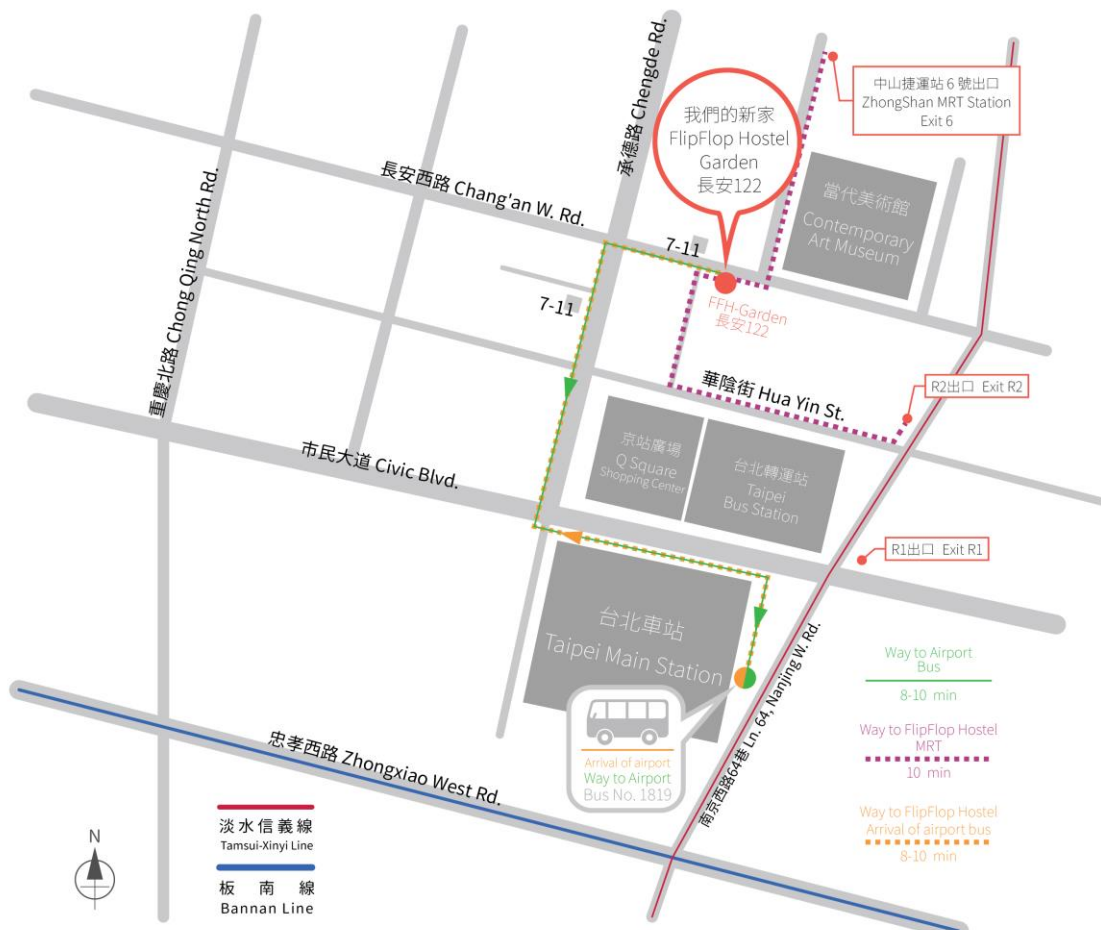 中山捷運站 6 號出口
ZhongShan MRT Station
Exit 6
我們的新家
FlipFlop Hostel
Garden
長安122
承德路 Chengde Rd.
長安西路 Chang'an W. Rd.
當代美術館
Contemporary
Art Museum
7-11
7-11
FFH-Garden
長安122
重慶北路 Chong Qing North Rd.
華陰街 Hua Yin St.
R2出口 Exit R2
市民大道 Civic Blvd.
京站廣場
Q Square
Shopping Center
台北轉運站
Taipei
Bus Station
R1出口 Exit R1
台北車站
Taipei Main Station
南京西路64巷 Ln. 64, Nanjing W. Rd.
Arrival of airport
Way to Airport
Bus No. 1819
忠孝西路 Zhongxiao West Rd.
Way to Airport
Bus
8-10 min
Way to FlipFlop Hostel
MRT
10 min
Way to FlipFlop Hostel
Arrival of airport bus
8-10 min
N
淡水信義線
Tamsui-Xinyi Line
板南線
Bannan Line